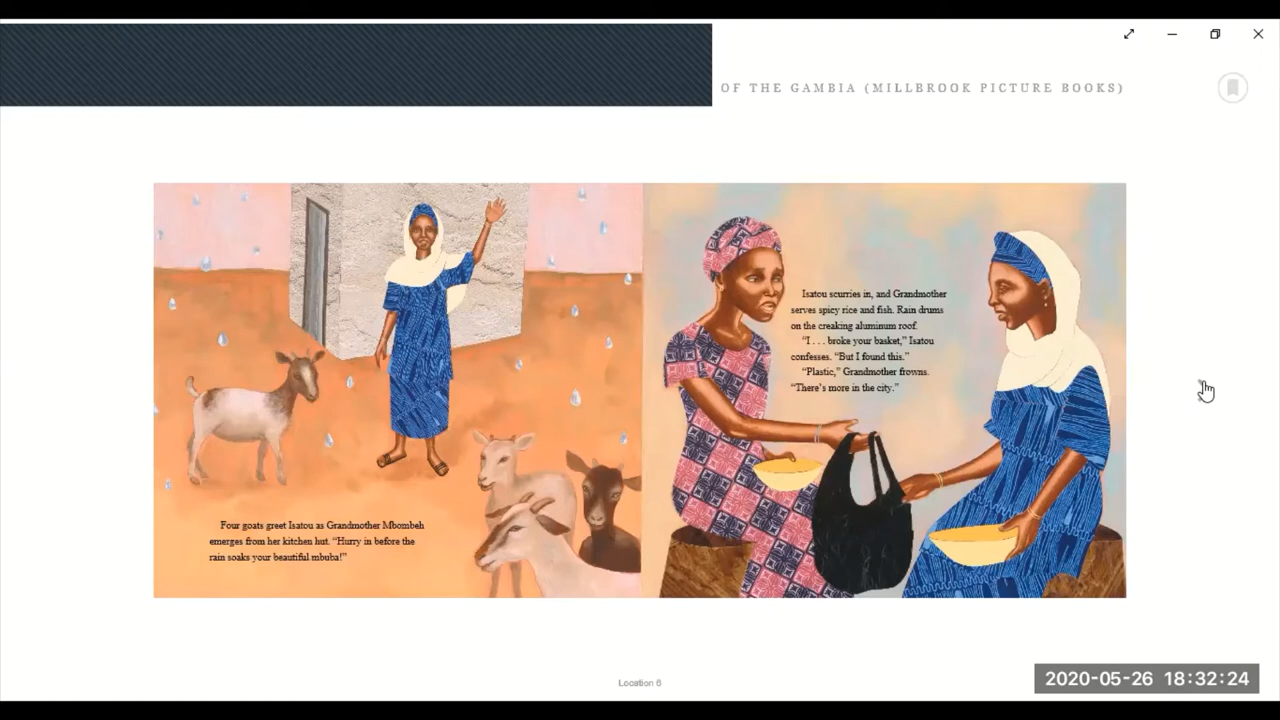 OF THE GAMBIA (MILLBROOK PICTURE BOOKS)
Four goats greet Isatou as Grandmother Mbombeh
emerges from her kitchen hut. “Hurry in before the
rain soaks your beautiful mbuba!”
Isatou scurries in, and Grandmother
serves spicy rice and fish. Rain drums
on the creaking aluminum roof.
“I . . . broke your basket,” Isatou
confesses. “But I found this.”
“Plastic,” Grandmother frowns.
“There’s more in the city.”
Location 6
2020-05-26 18:32:24